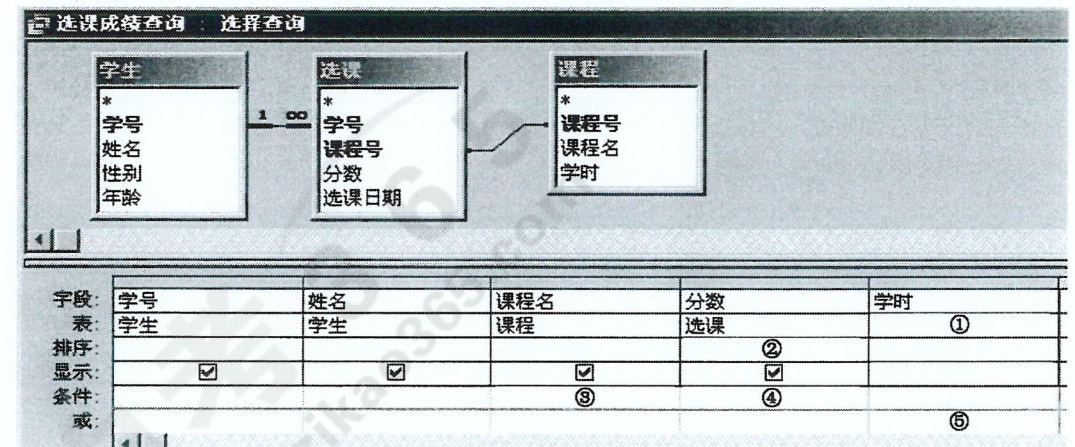 选课成绩查询 : 选择查询
学生
*
学号
姓名
性别
年龄
1 ∞
选课
*
学号
课程号
分数
选课日期
课程
*
课程号
课程名
学时
字段: 学号 姓名 课程名 分数 学时
表: 学生 学生 课程 选课 ①
排序: ②
显示:
条件: ③ ④
或: ⑤